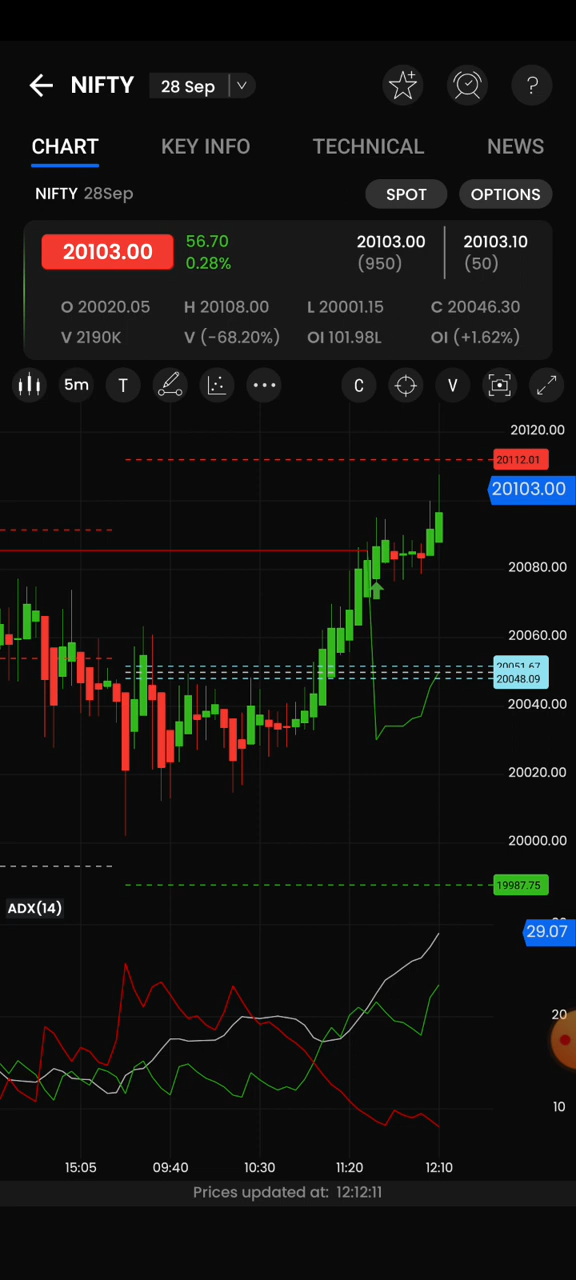 NIFTY 28 Sep
CHART KEY INFO TECHNICAL NEWS
NIFTY 28Sep SPOT OPTIONS
20103.00 56.70 0.28% 20103.00 (950) 20103.10 (50)
O 20020.05 H 20108.00 L 20001.15 C 20046.30
V 2190K V (-68.20%) OI 101.98L OI (+1.62%)
5m T C V
20120.00
20112.01
20103.00
20080.00
20060.00
20051.67
20048.09
20040.00
20020.00
20000.00
19987.75
ADX(14)
29.07
20
10
15:05 09:40 10:30 11:20 12:10
Prices updated at: 12:12:11